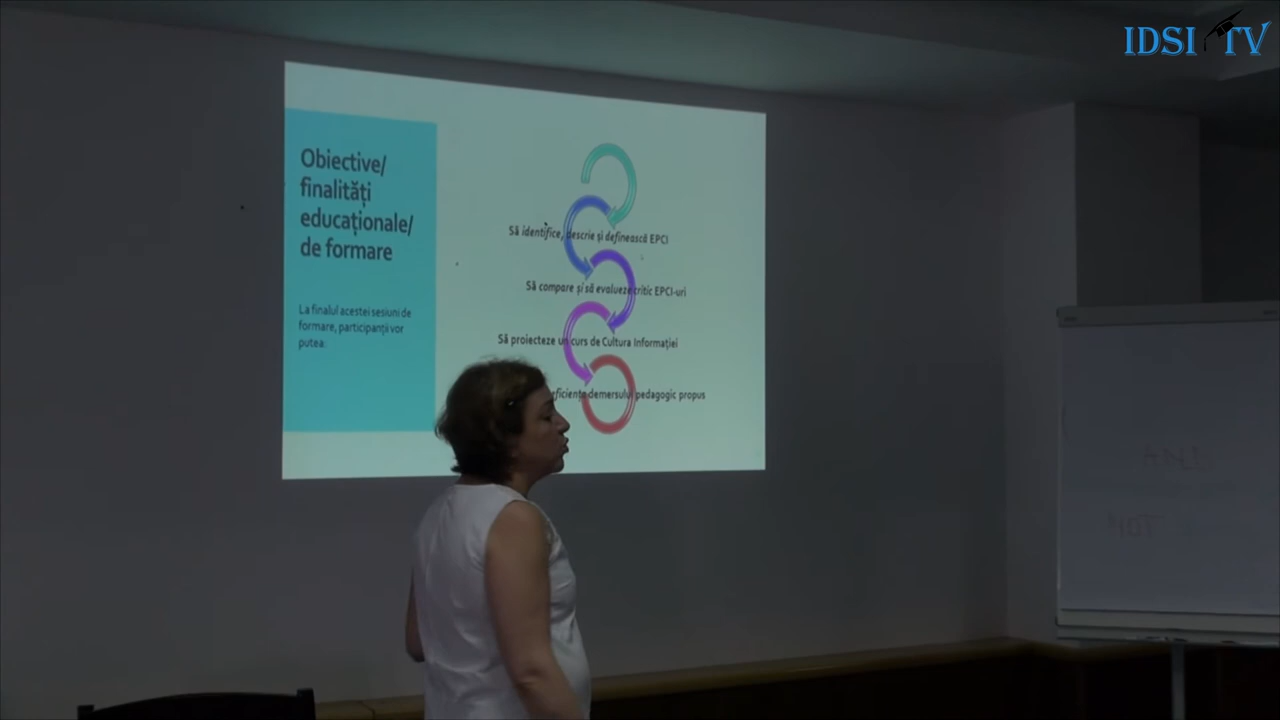 IDSI TV
Obiective/
finalități
educaționale/
de formare
La finalul acestei sesiuni de
formare, participanții vor
putea:
Să identifice, descrie și definească EPCI
Să compare și să evalueze critic EPCI-uri
Să proiecteze un curs de Cultura Informației
demersului pedagogic propus